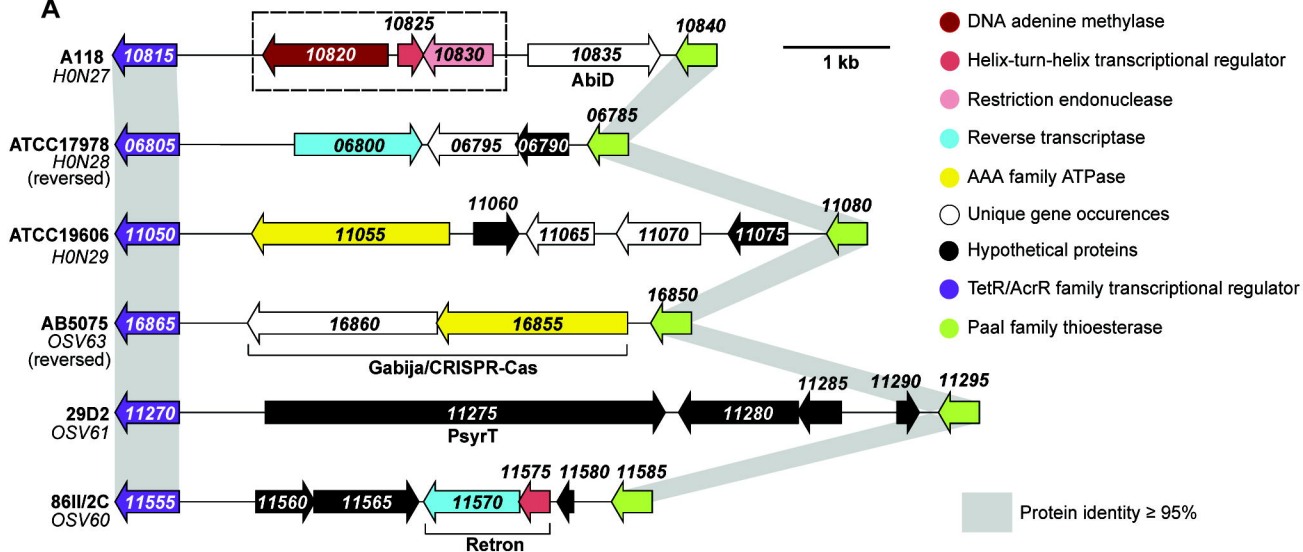 A
A118
H0N27
10815
10820
10825
10830
10835
AbiD
10840
1 kb
ATCC17978
H0N28
(reversed)
06805
06800
06795
06790
06785
ATCC19606
H0N29
11050
11055
11060
11065
11070
11075
11080
AB5075
OSV63
(reversed)
16865
16860
16855
16850
Gabija/CRISPR-Cas
29D2
OSV61
11270
11275
PsyrT
11280
11285
11290
11295
86II/2C
OSV60
11555
11560
11565
11570
11575
11580
11585
Retron
DNA adenine methylase
Helix-turn-helix transcriptional regulator
Restriction endonuclease
Reverse transcriptase
AAA family ATPase
Unique gene occurences
Hypothetical proteins
TetR/AcrR family transcriptional regulator
PaaI family thioesterase
Protein identity ≥ 95%